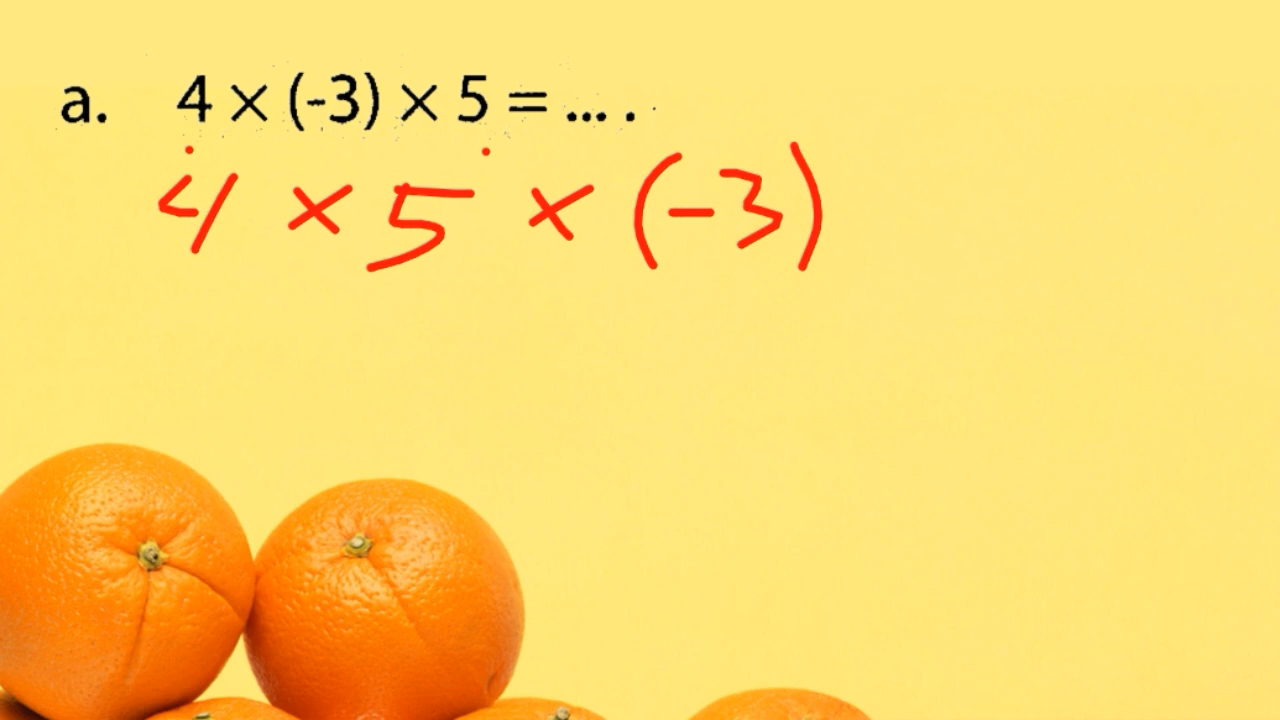 a. 4 × (-3) × 5 = ... .
4 × 5 × (-3)